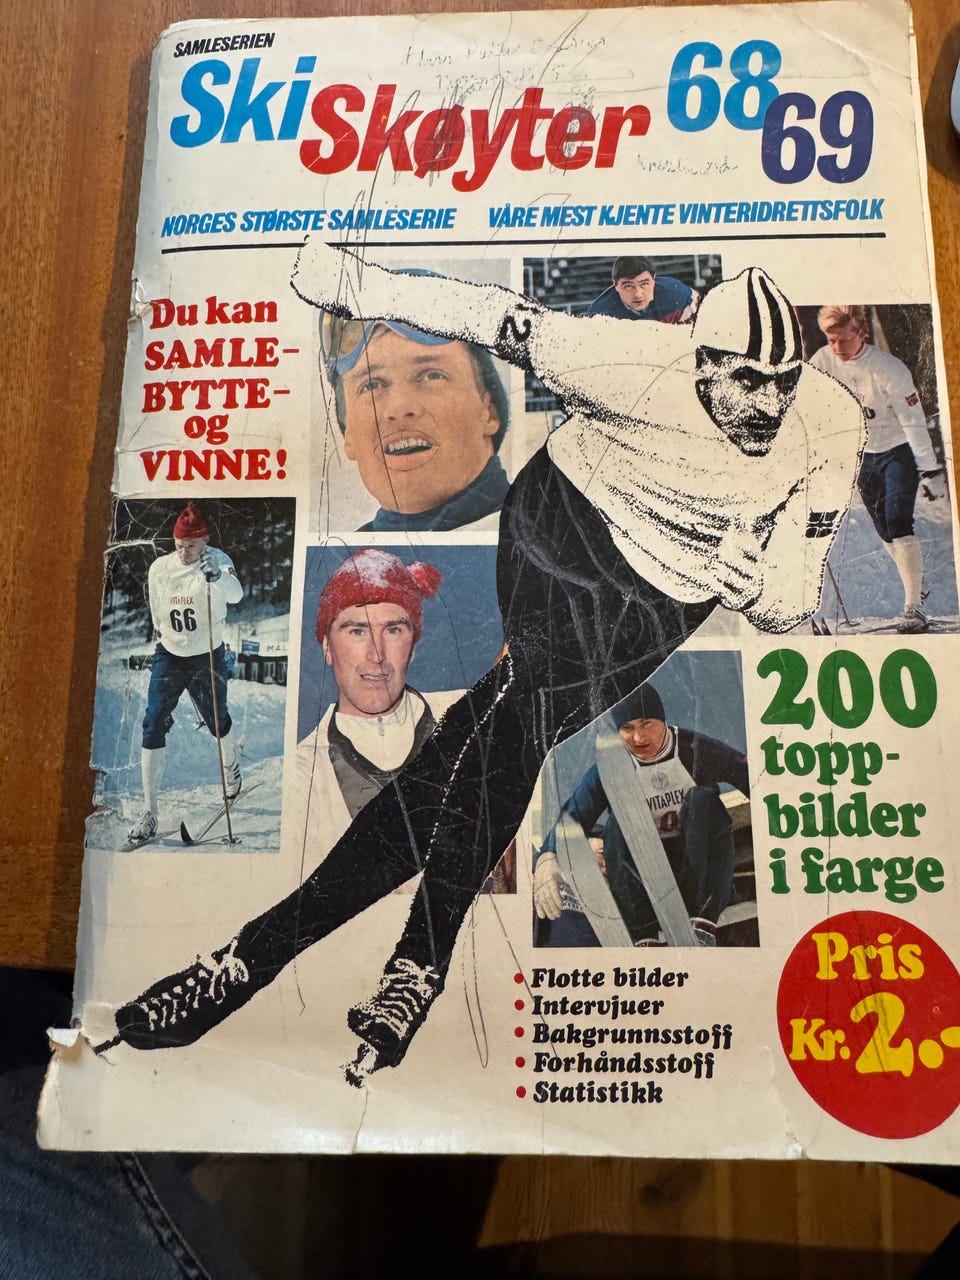 SAMLESERIEN
Ski Skøyter 68 69
NORGES STØRSTE SAMLESERIE VÅRE MEST KJENTE VINTERIDRETTSFOLK
Du kan
SAMLE-
BYTTE-
og
VINNE!
VITAPLEX
66
VITAPLEX
200
topp-
bilder
i farge
• Flotte bilder
• Intervjuer
• Bakgrunnsstoff
• Forhåndsstoff
• Statistikk
Pris
Kr. 2.-